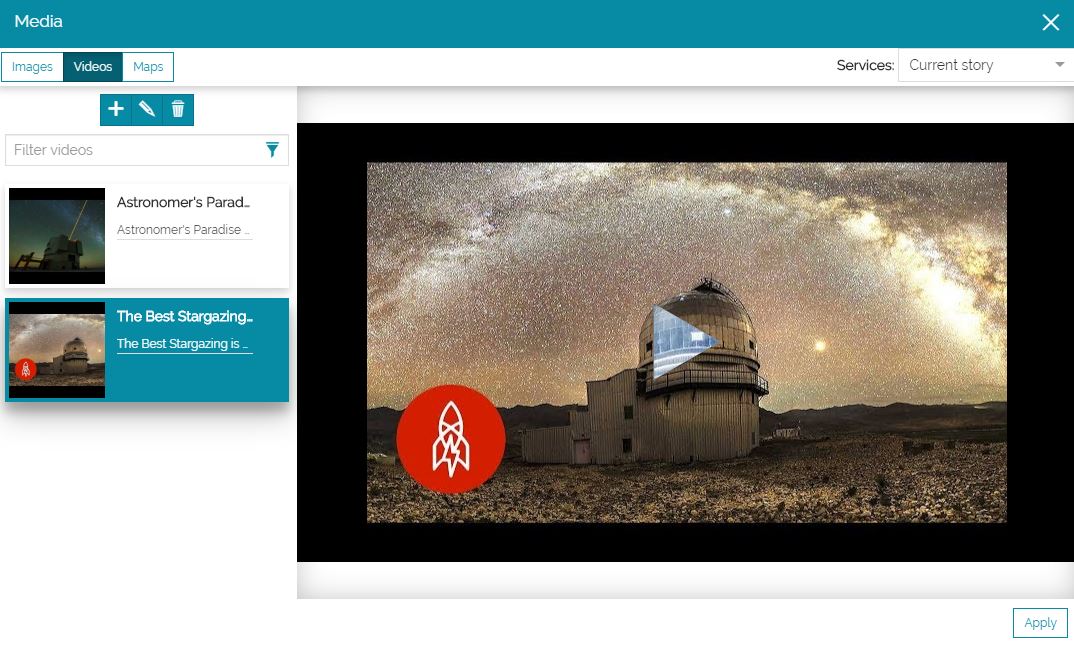 Media
Images Videos Maps
Services: Current story
Filter videos
Astronomer's Parad...
Astronomer's Paradise ...
The Best Stargazing...
The Best Stargazing is ...
Apply